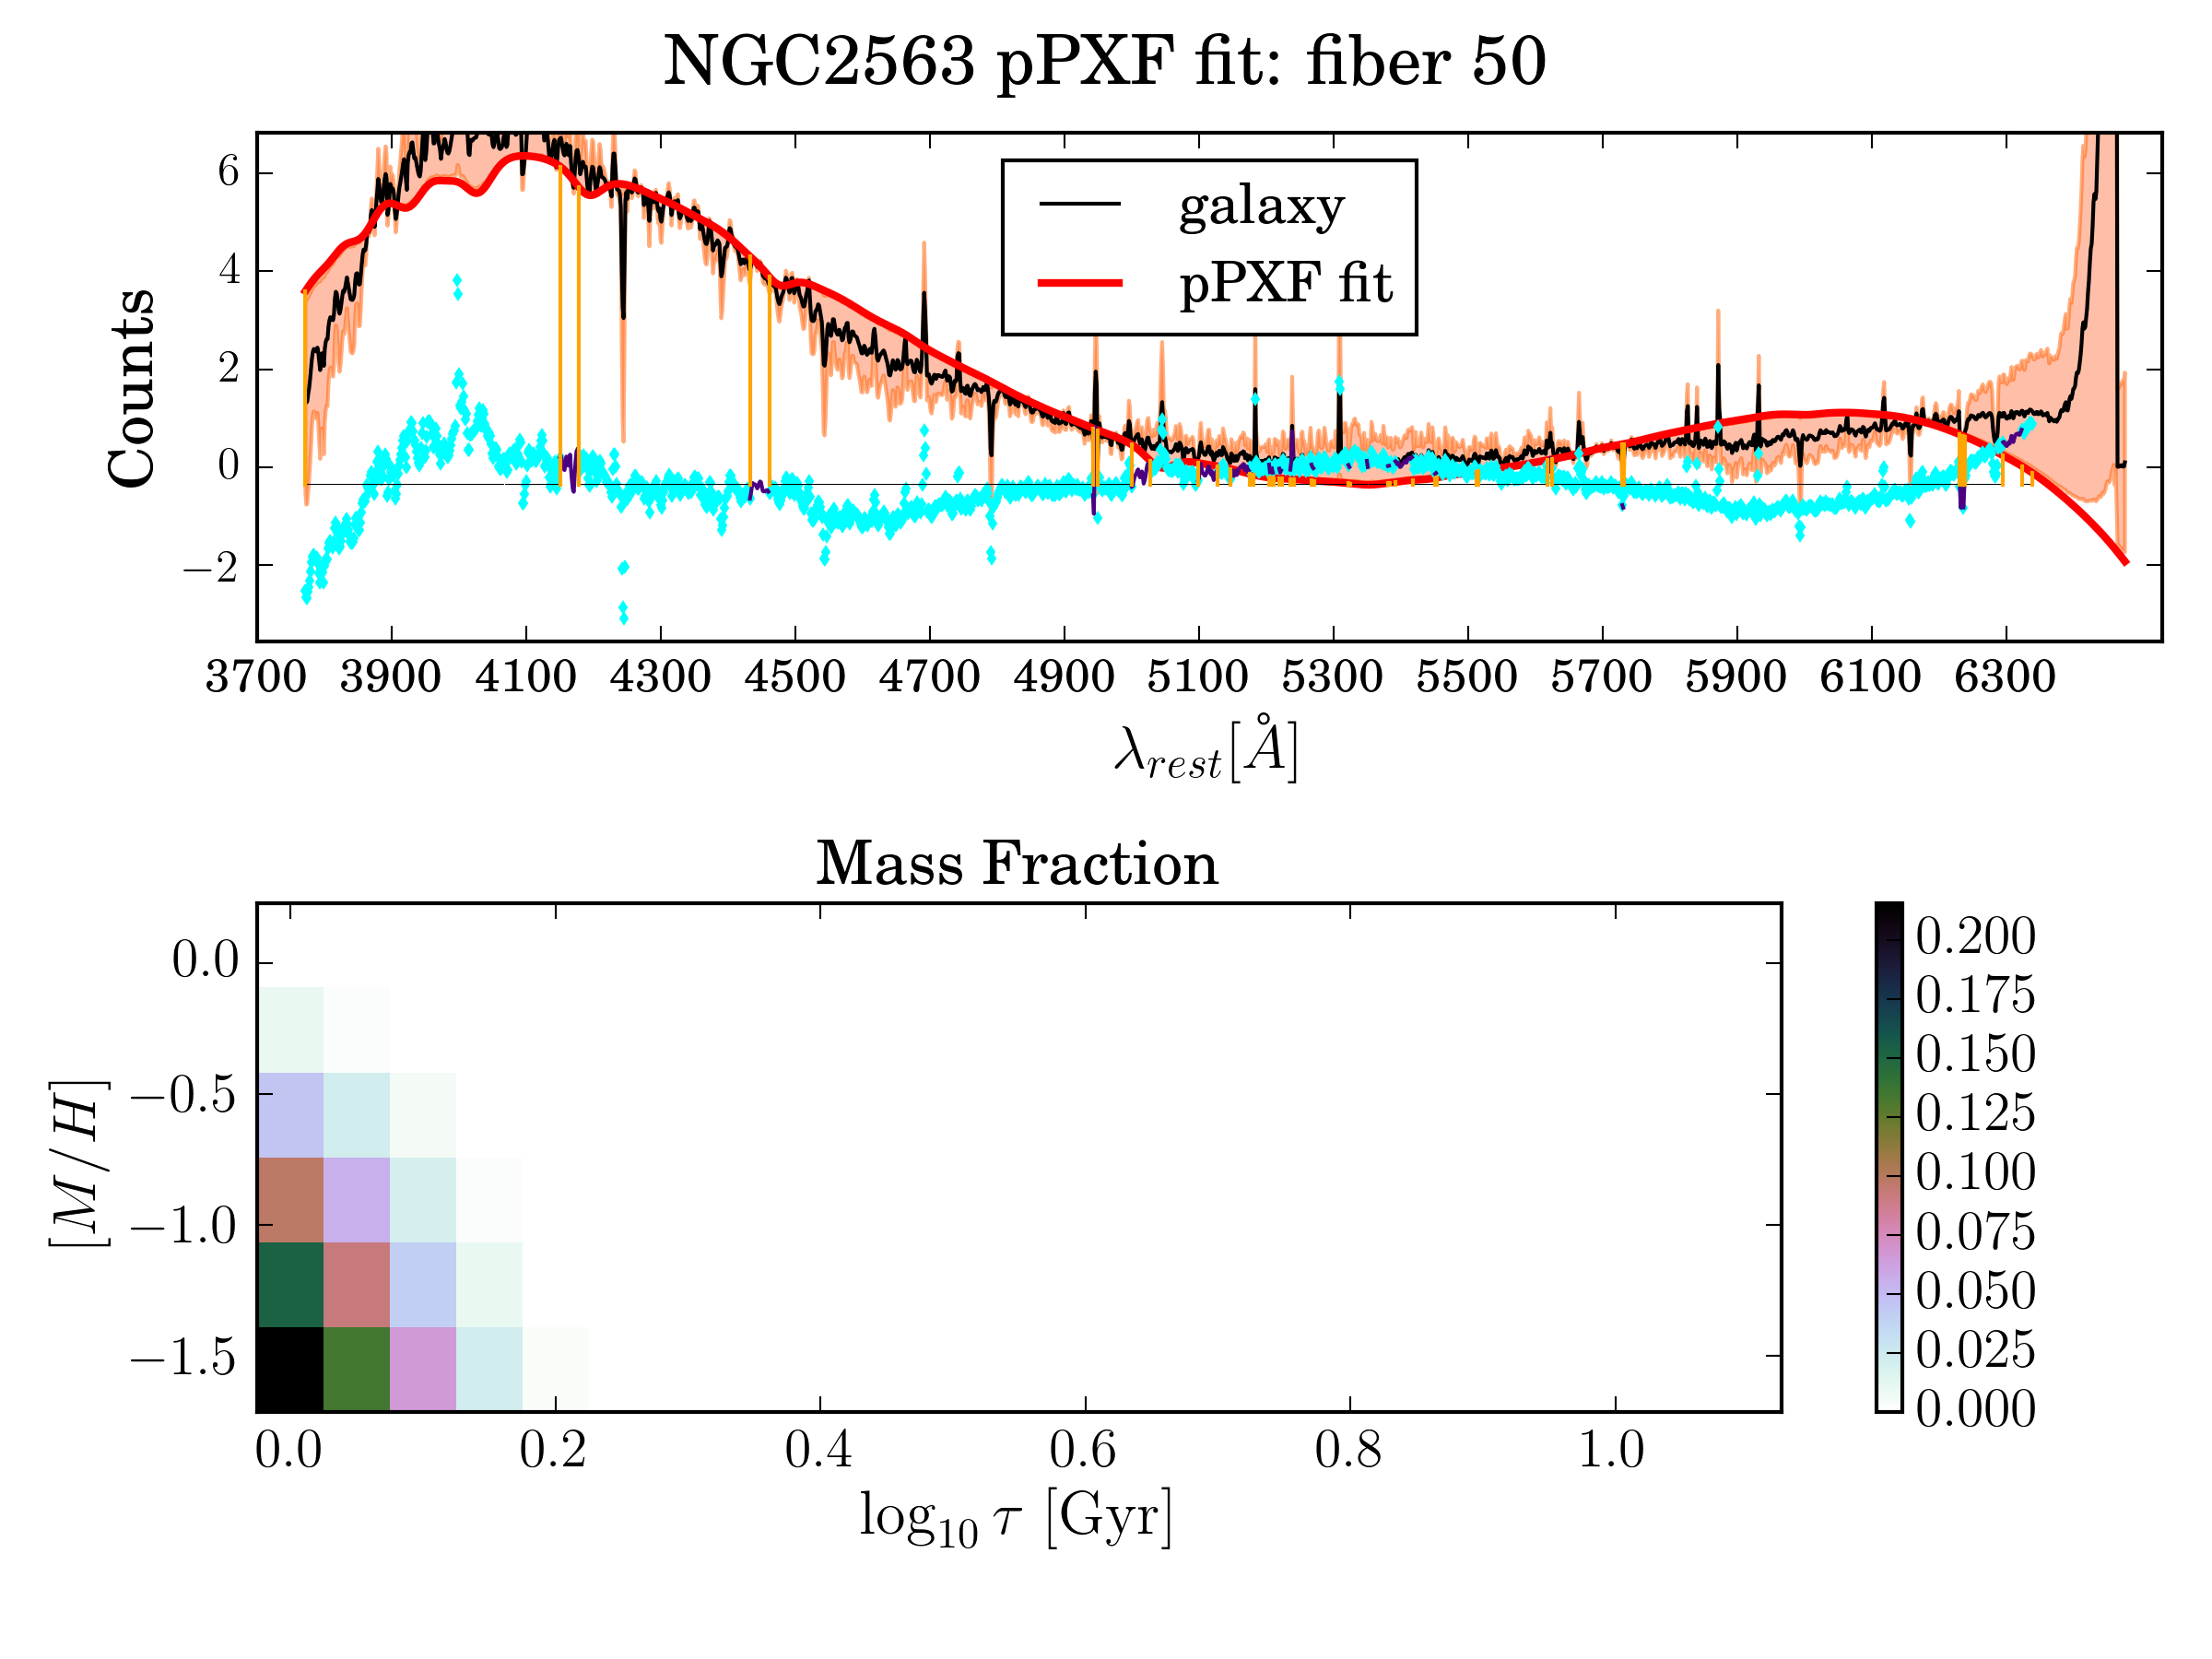 NGC2563 pPXF fit: fiber 50
6
4
2
0
−2
Counts
galaxy
pPXF fit
3700 3900 4100 4300 4500 4700 4900 5100 5300 5500 5700 5900 6100 6300
λrest[Å]
Mass Fraction
0.0
−0.5
−1.0
−1.5
[M/H]
0.0 0.2 0.4 0.6 0.8 1.0
log10 τ [Gyr]
0.200
0.175
0.150
0.125
0.100
0.075
0.050
0.025
0.000